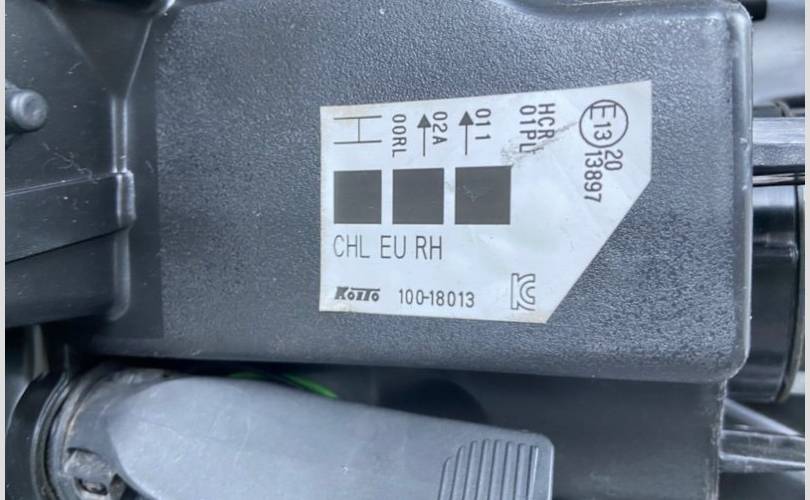 HCR
01PL
011
02A
00RL
E13
20
13897
CHL EU RH
KOITO 100-18013